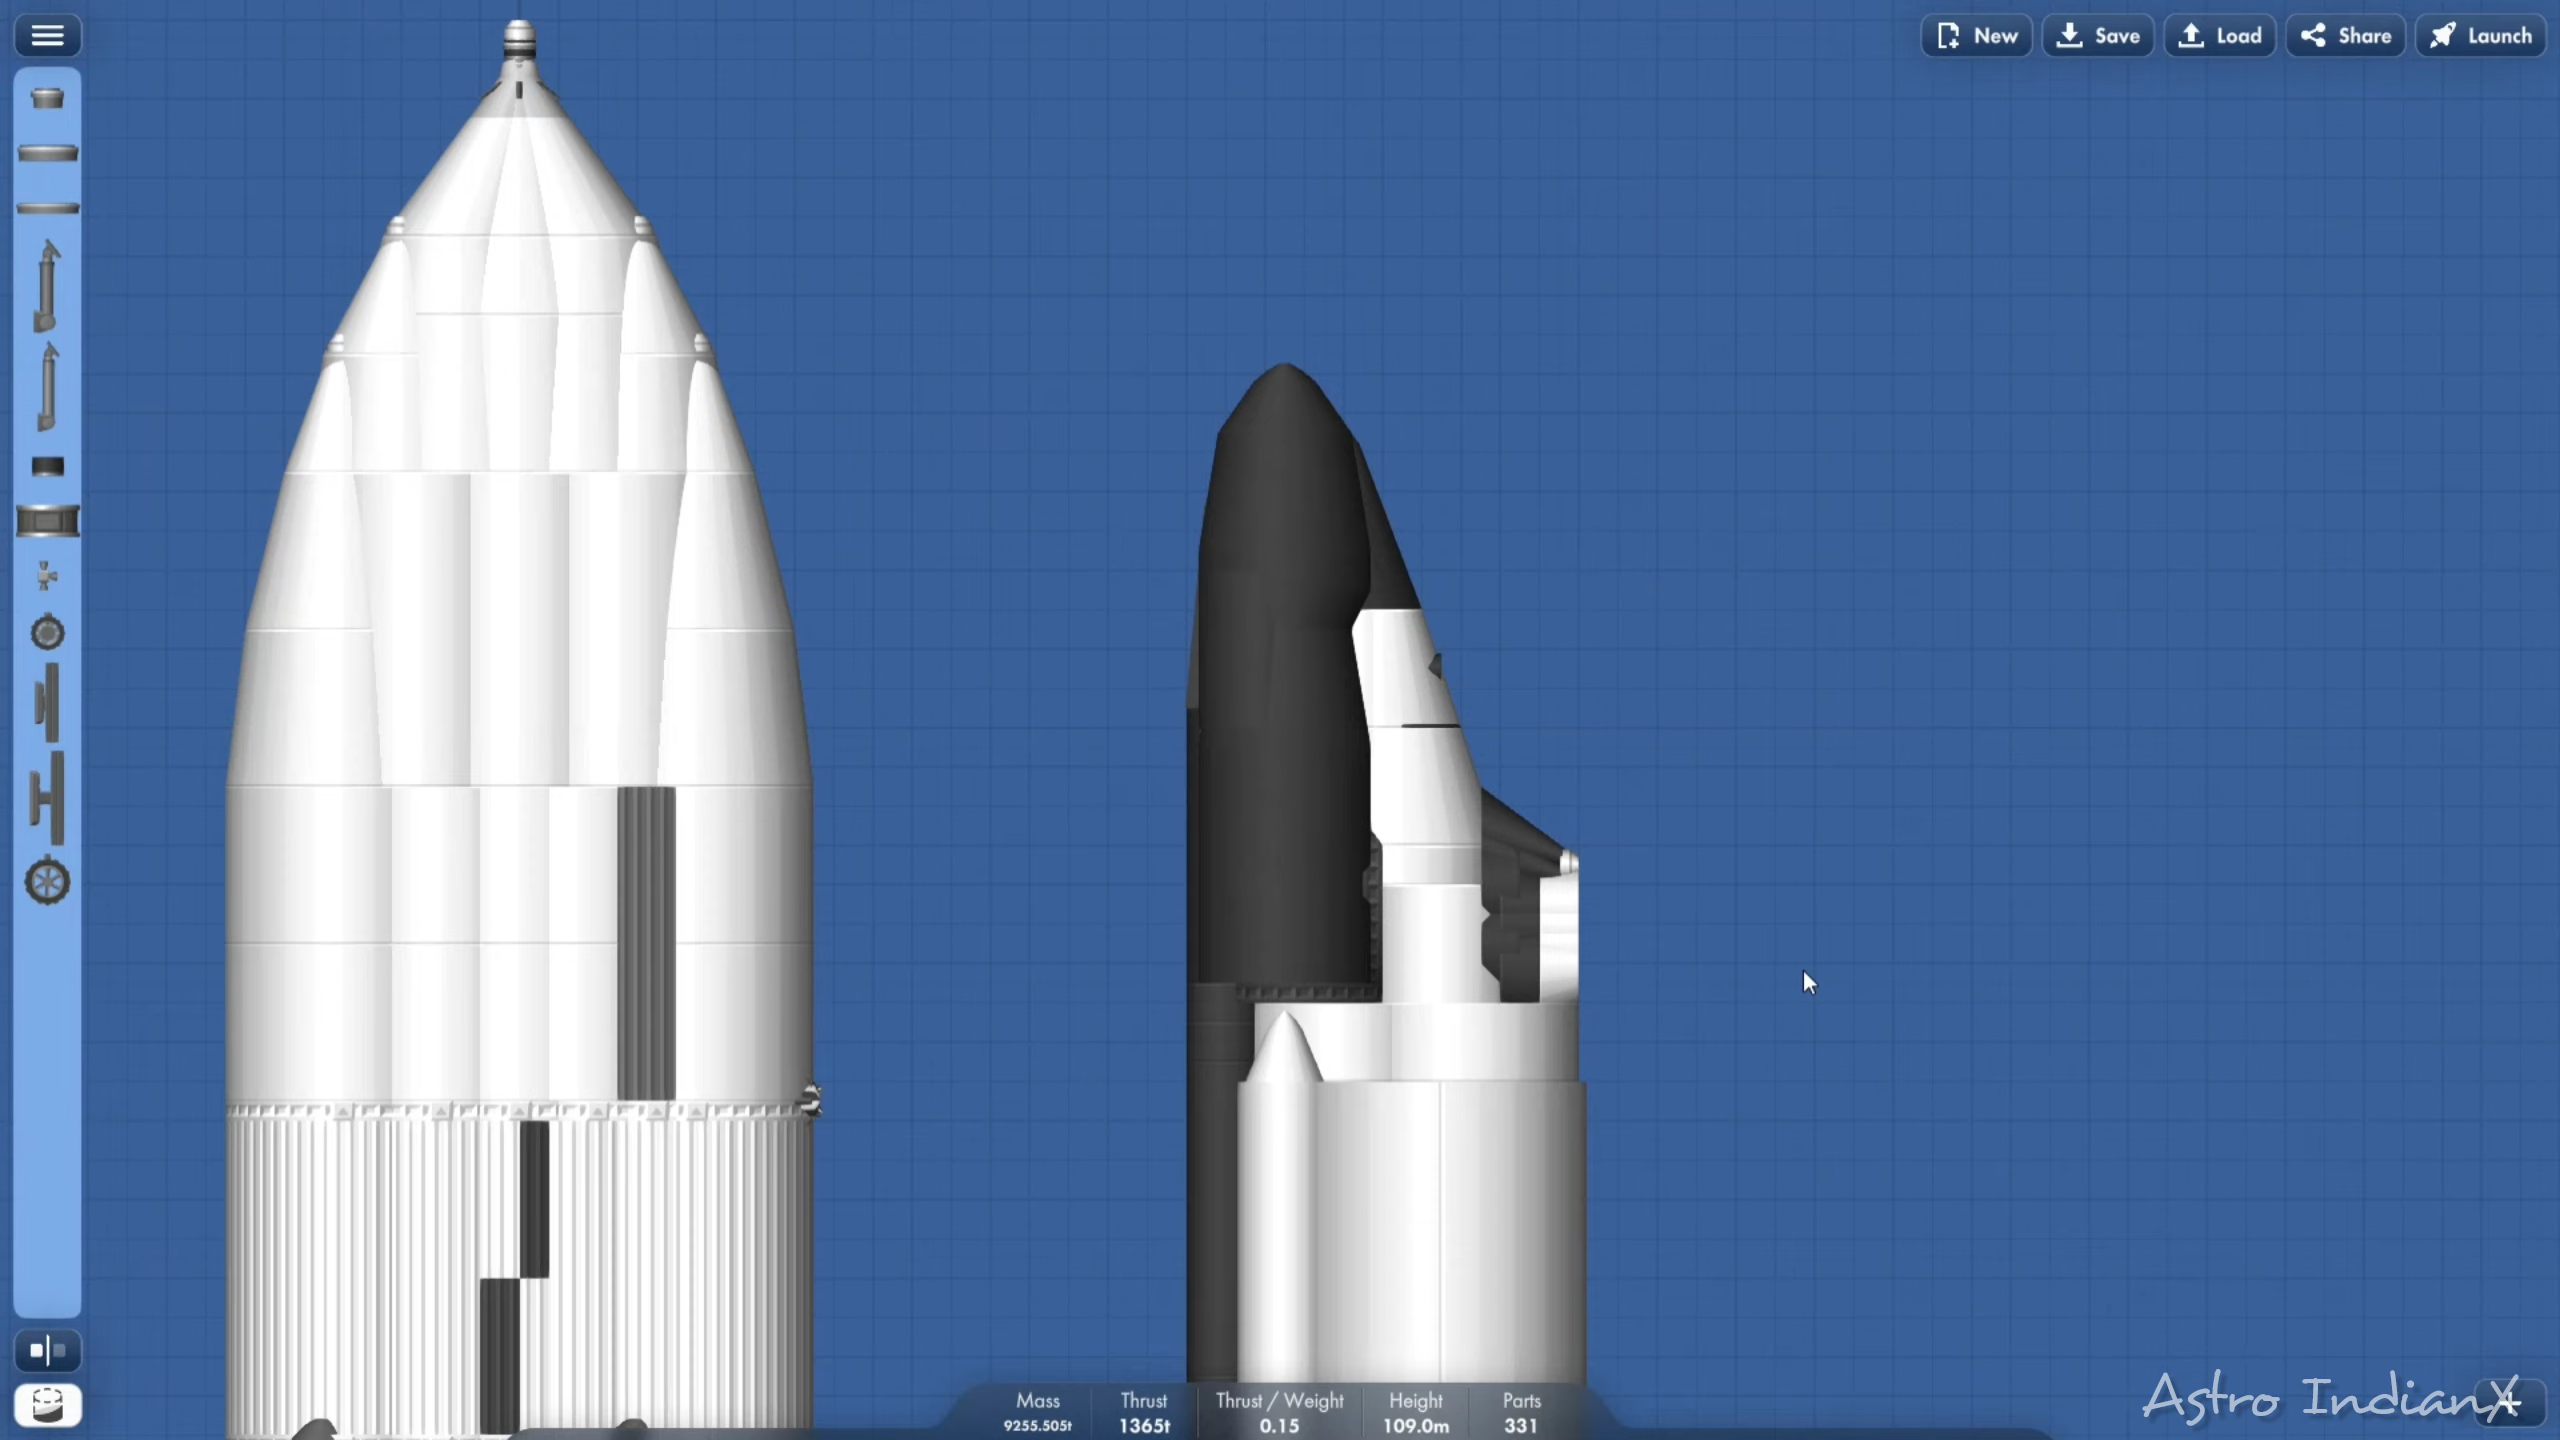 New Save Load Share Launch
Mass Thrust Thrust / Weight Height Parts
9255.505t 1365t 0.15 109.0m 331
Astro IndianX